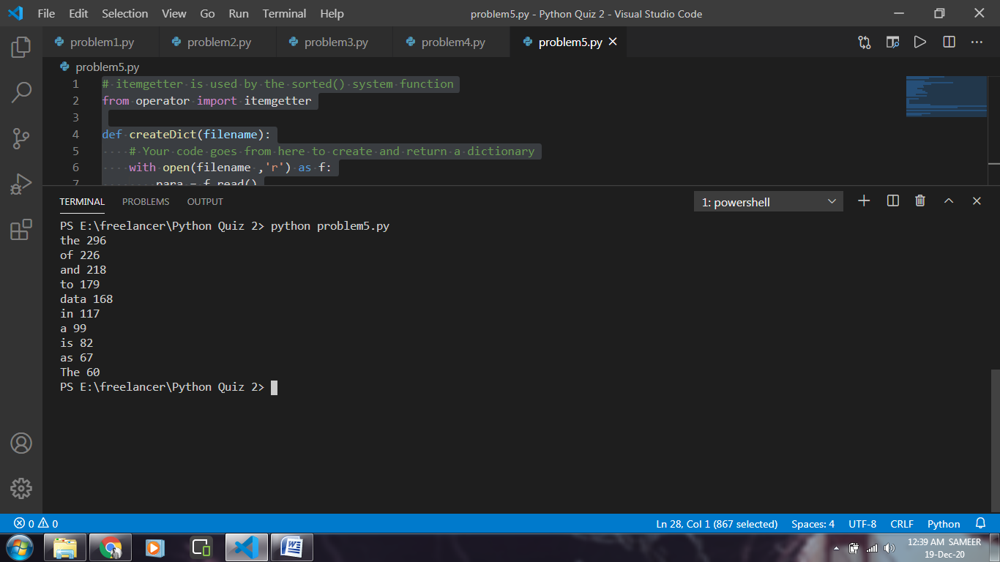 File Edit Selection View Go Run Terminal Help problem5.py - Python Quiz 2 - Visual Studio Code
problem1.py problem2.py problem3.py problem4.py problem5.py
problem5.py
1 # itemgetter is used by the sorted() system function
2 from operator import itemgetter
3
4 def createDict(filename):
5 # Your code goes from here to create and return a dictionary
6 with open(filename ,'r') as f:
7 para = f.read()
TERMINAL PROBLEMS OUTPUT 1: powershell
PS E:\freelancer\Python Quiz 2> python problem5.py
the 296
of 226
and 218
to 179
data 168
in 117
a 99
is 82
as 67
The 60
PS E:\freelancer\Python Quiz 2>
0 0 Ln 28, Col 1 (867 selected) Spaces: 4 UTF-8 CRLF Python
12:39 AM SAMEER
19-Dec-20